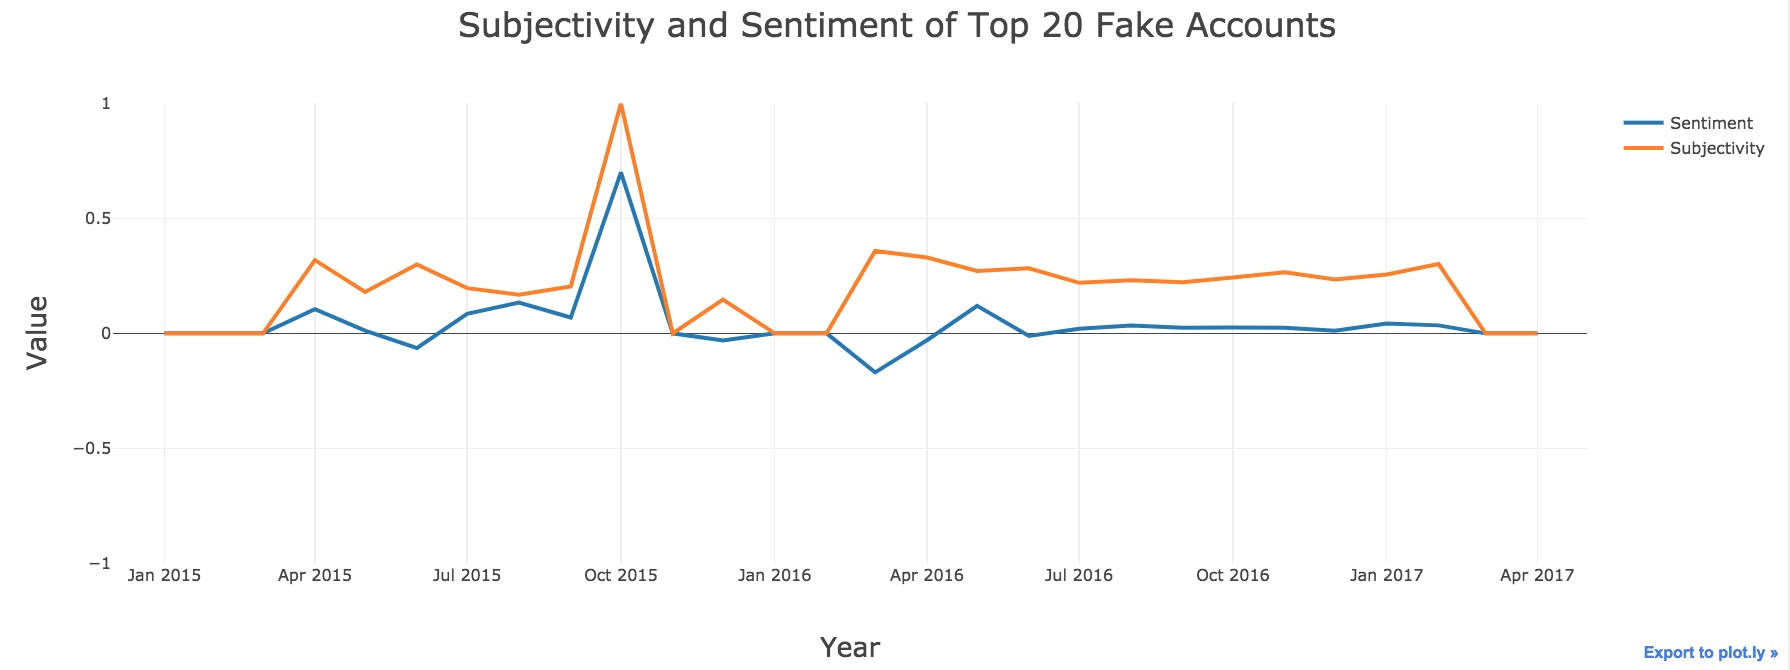 Subjectivity and Sentiment of Top 20 Fake Accounts
Sentiment
Subjectivity
Value
1
0.5
0
−0.5
−1
Jan 2015 Apr 2015 Jul 2015 Oct 2015 Jan 2016 Apr 2016 Jul 2016 Oct 2016 Jan 2017 Apr 2017
Year
Export to plot.ly »